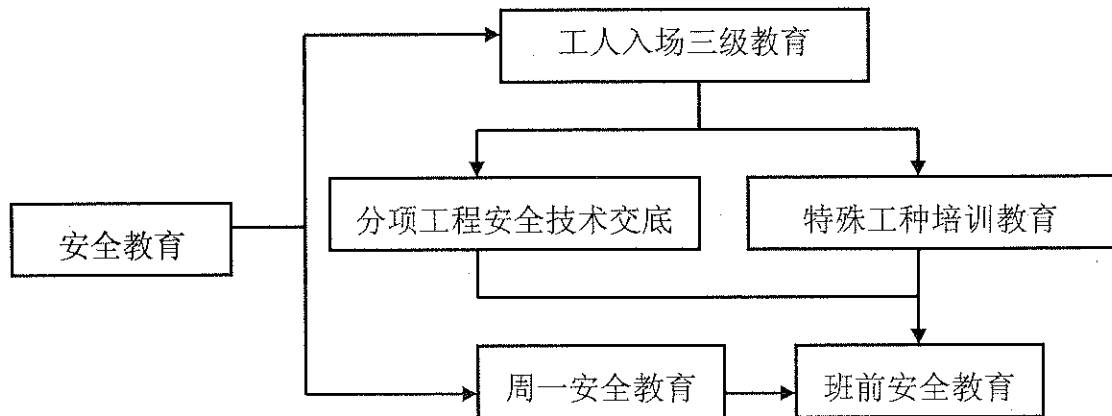 工人入场三级教育
分项工程安全技术交底
特殊工种培训教育
安全教育
周一安全教育
班前安全教育